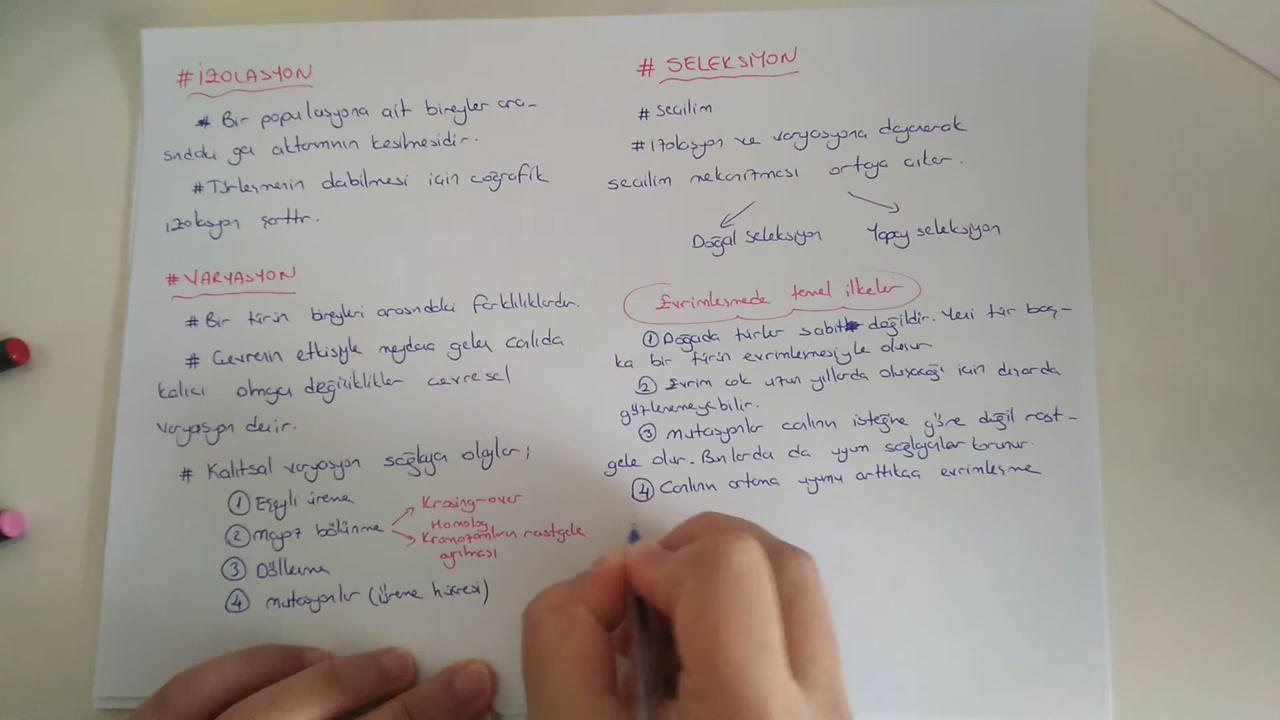 #İZOLASYON
# Bir populasyona ait bireyler ara-
sındaki gen aktarımının kesilmesidir.
#Türleşmenin olabilmesi için coğrafik
izolasyon şarttır.
#VARYASYON
# Bir türün bireyleri arasındaki farklılıklardır.
# Çevrenin etkisiyle meydana gelen canlıda
kalıcı olmayan değişiklikler çevresel
varyasyon denir.
# Kalıtsal varyasyon sağlayan olaylar;
① Eşeyli üreme
② Mayoz bölünme
Krosing-over
Homolog
Kromozomların rastgele
ayrılması
③ Döllenme
④ mutasyonlar (üreme hücresi)
# SELEKSİYON
# Seçilim
# izolasyon ve varyasyona dayanarak
seçilim mekanizması ortaya çıkar.
Doğal seleksiyon Yapay seleksiyon
Evrimleşmede temel ilkeler
① Doğada türler sabit değildir. Yeni tür baş-
ka bir türün evrimleşmesiyle oluşur
② Evrim çok uzun yıllarda oluşacağı için dışarda
gözlenemeyebilir.
③ mutasyonlar canlının isteğine göre değil rast-
gele olur. Bunlarda da uyum sağlayanlar korunur.
④ Canlının ortama uyumu arttıkça evrimleşme